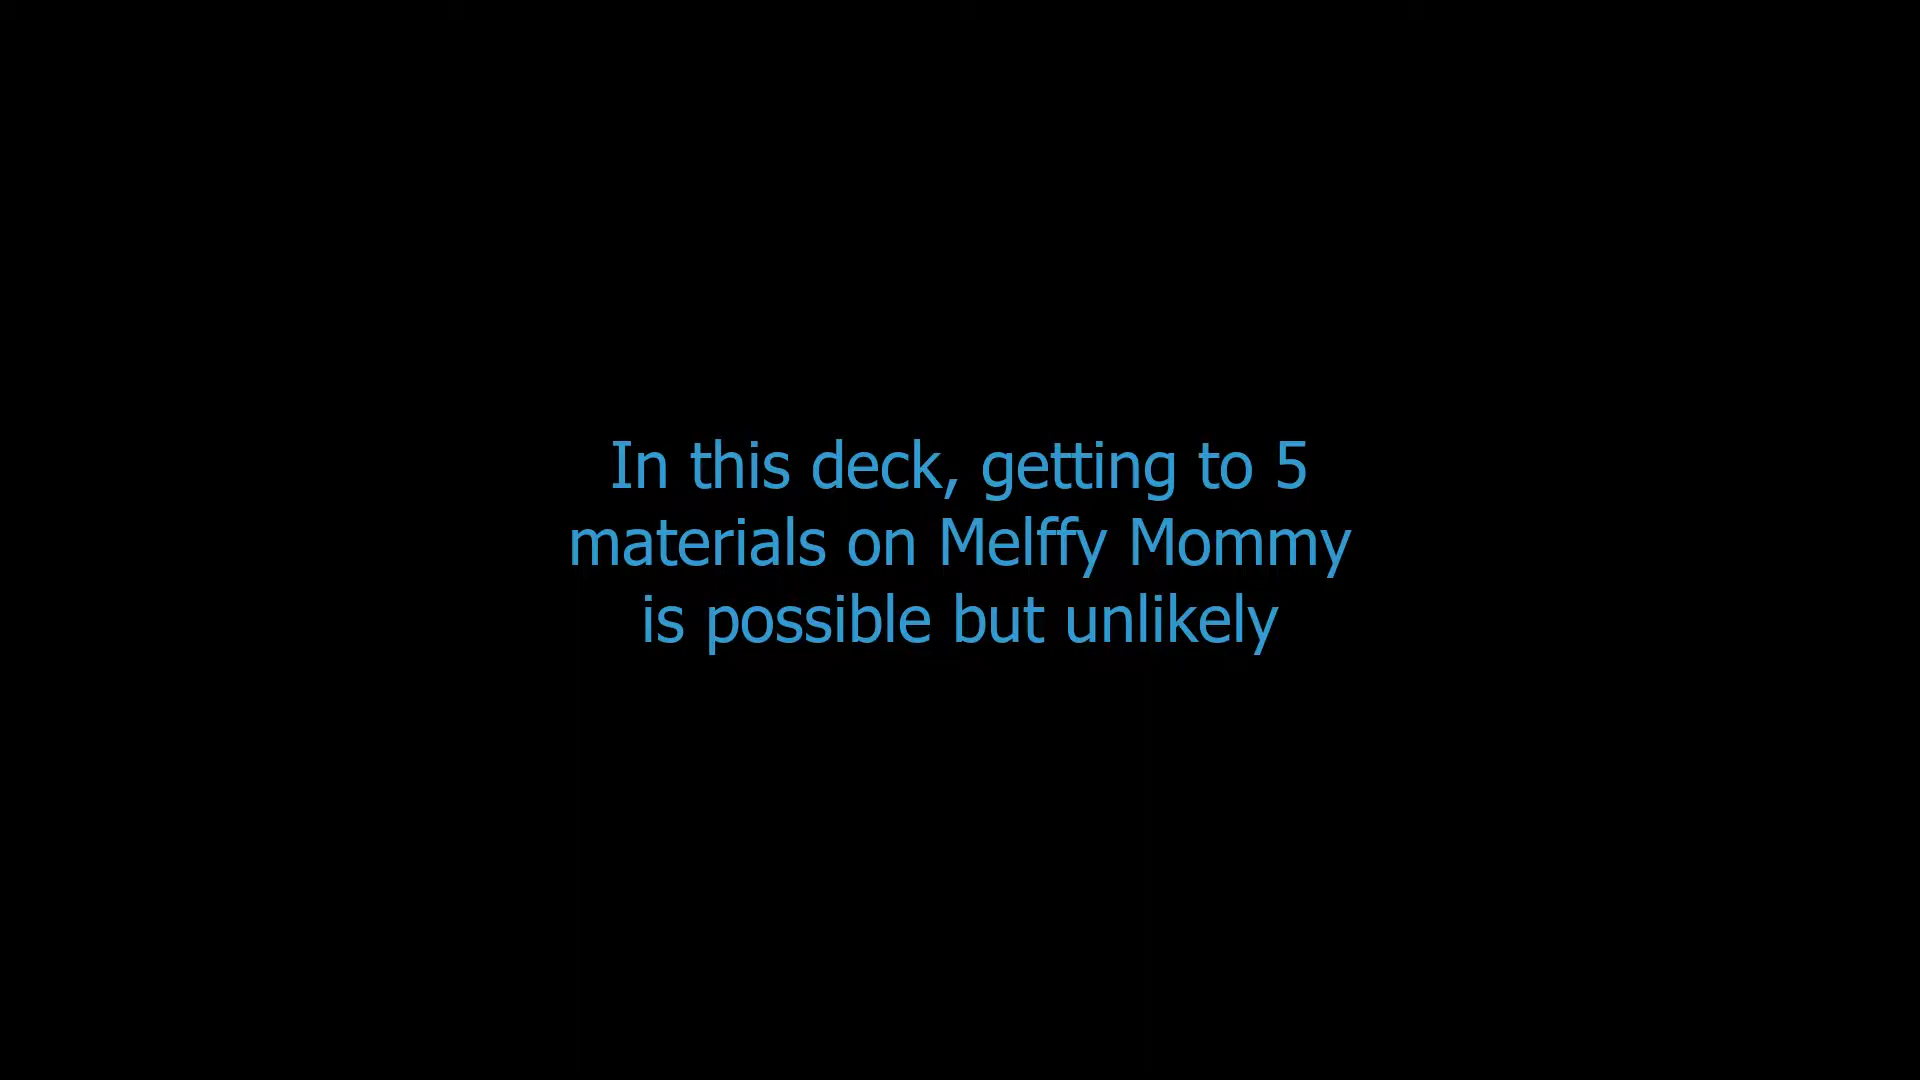 In this deck, getting to 5
materials on Melffy Mommy
is possible but unlikely